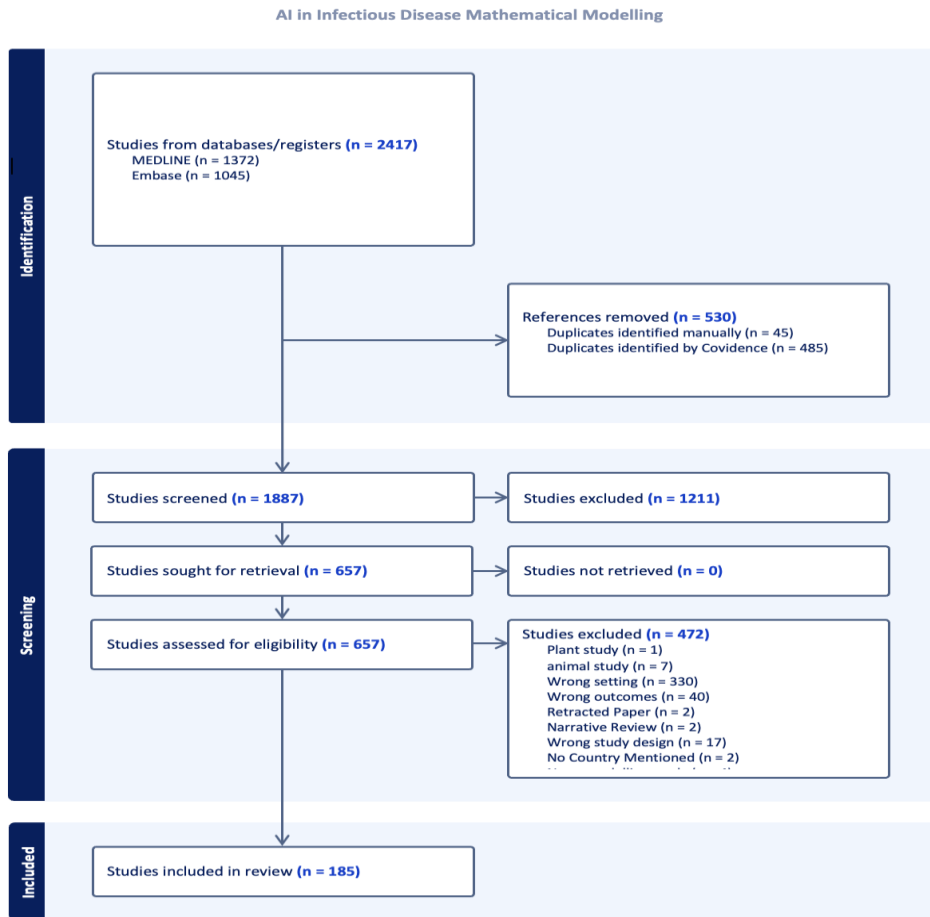 AI in Infectious Disease Mathematical Modelling
Identification
Studies from databases/registers (n = 2417)
MEDLINE (n = 1372)
Embase (n = 1045)
References removed (n = 530)
Duplicates identified manually (n = 45)
Duplicates identified by Covidence (n = 485)
Screening
Studies screened (n = 1887)
Studies excluded (n = 1211)
Studies sought for retrieval (n = 657)
Studies not retrieved (n = 0)
Studies assessed for eligibility (n = 657)
Studies excluded (n = 472)
Plant study (n = 1)
animal study (n = 7)
Wrong setting (n = 330)
Wrong outcomes (n = 40)
Retracted Paper (n = 2)
Narrative Review (n = 2)
Wrong study design (n = 17)
No Country Mentioned (n = 2)
Included
Studies included in review (n = 185)